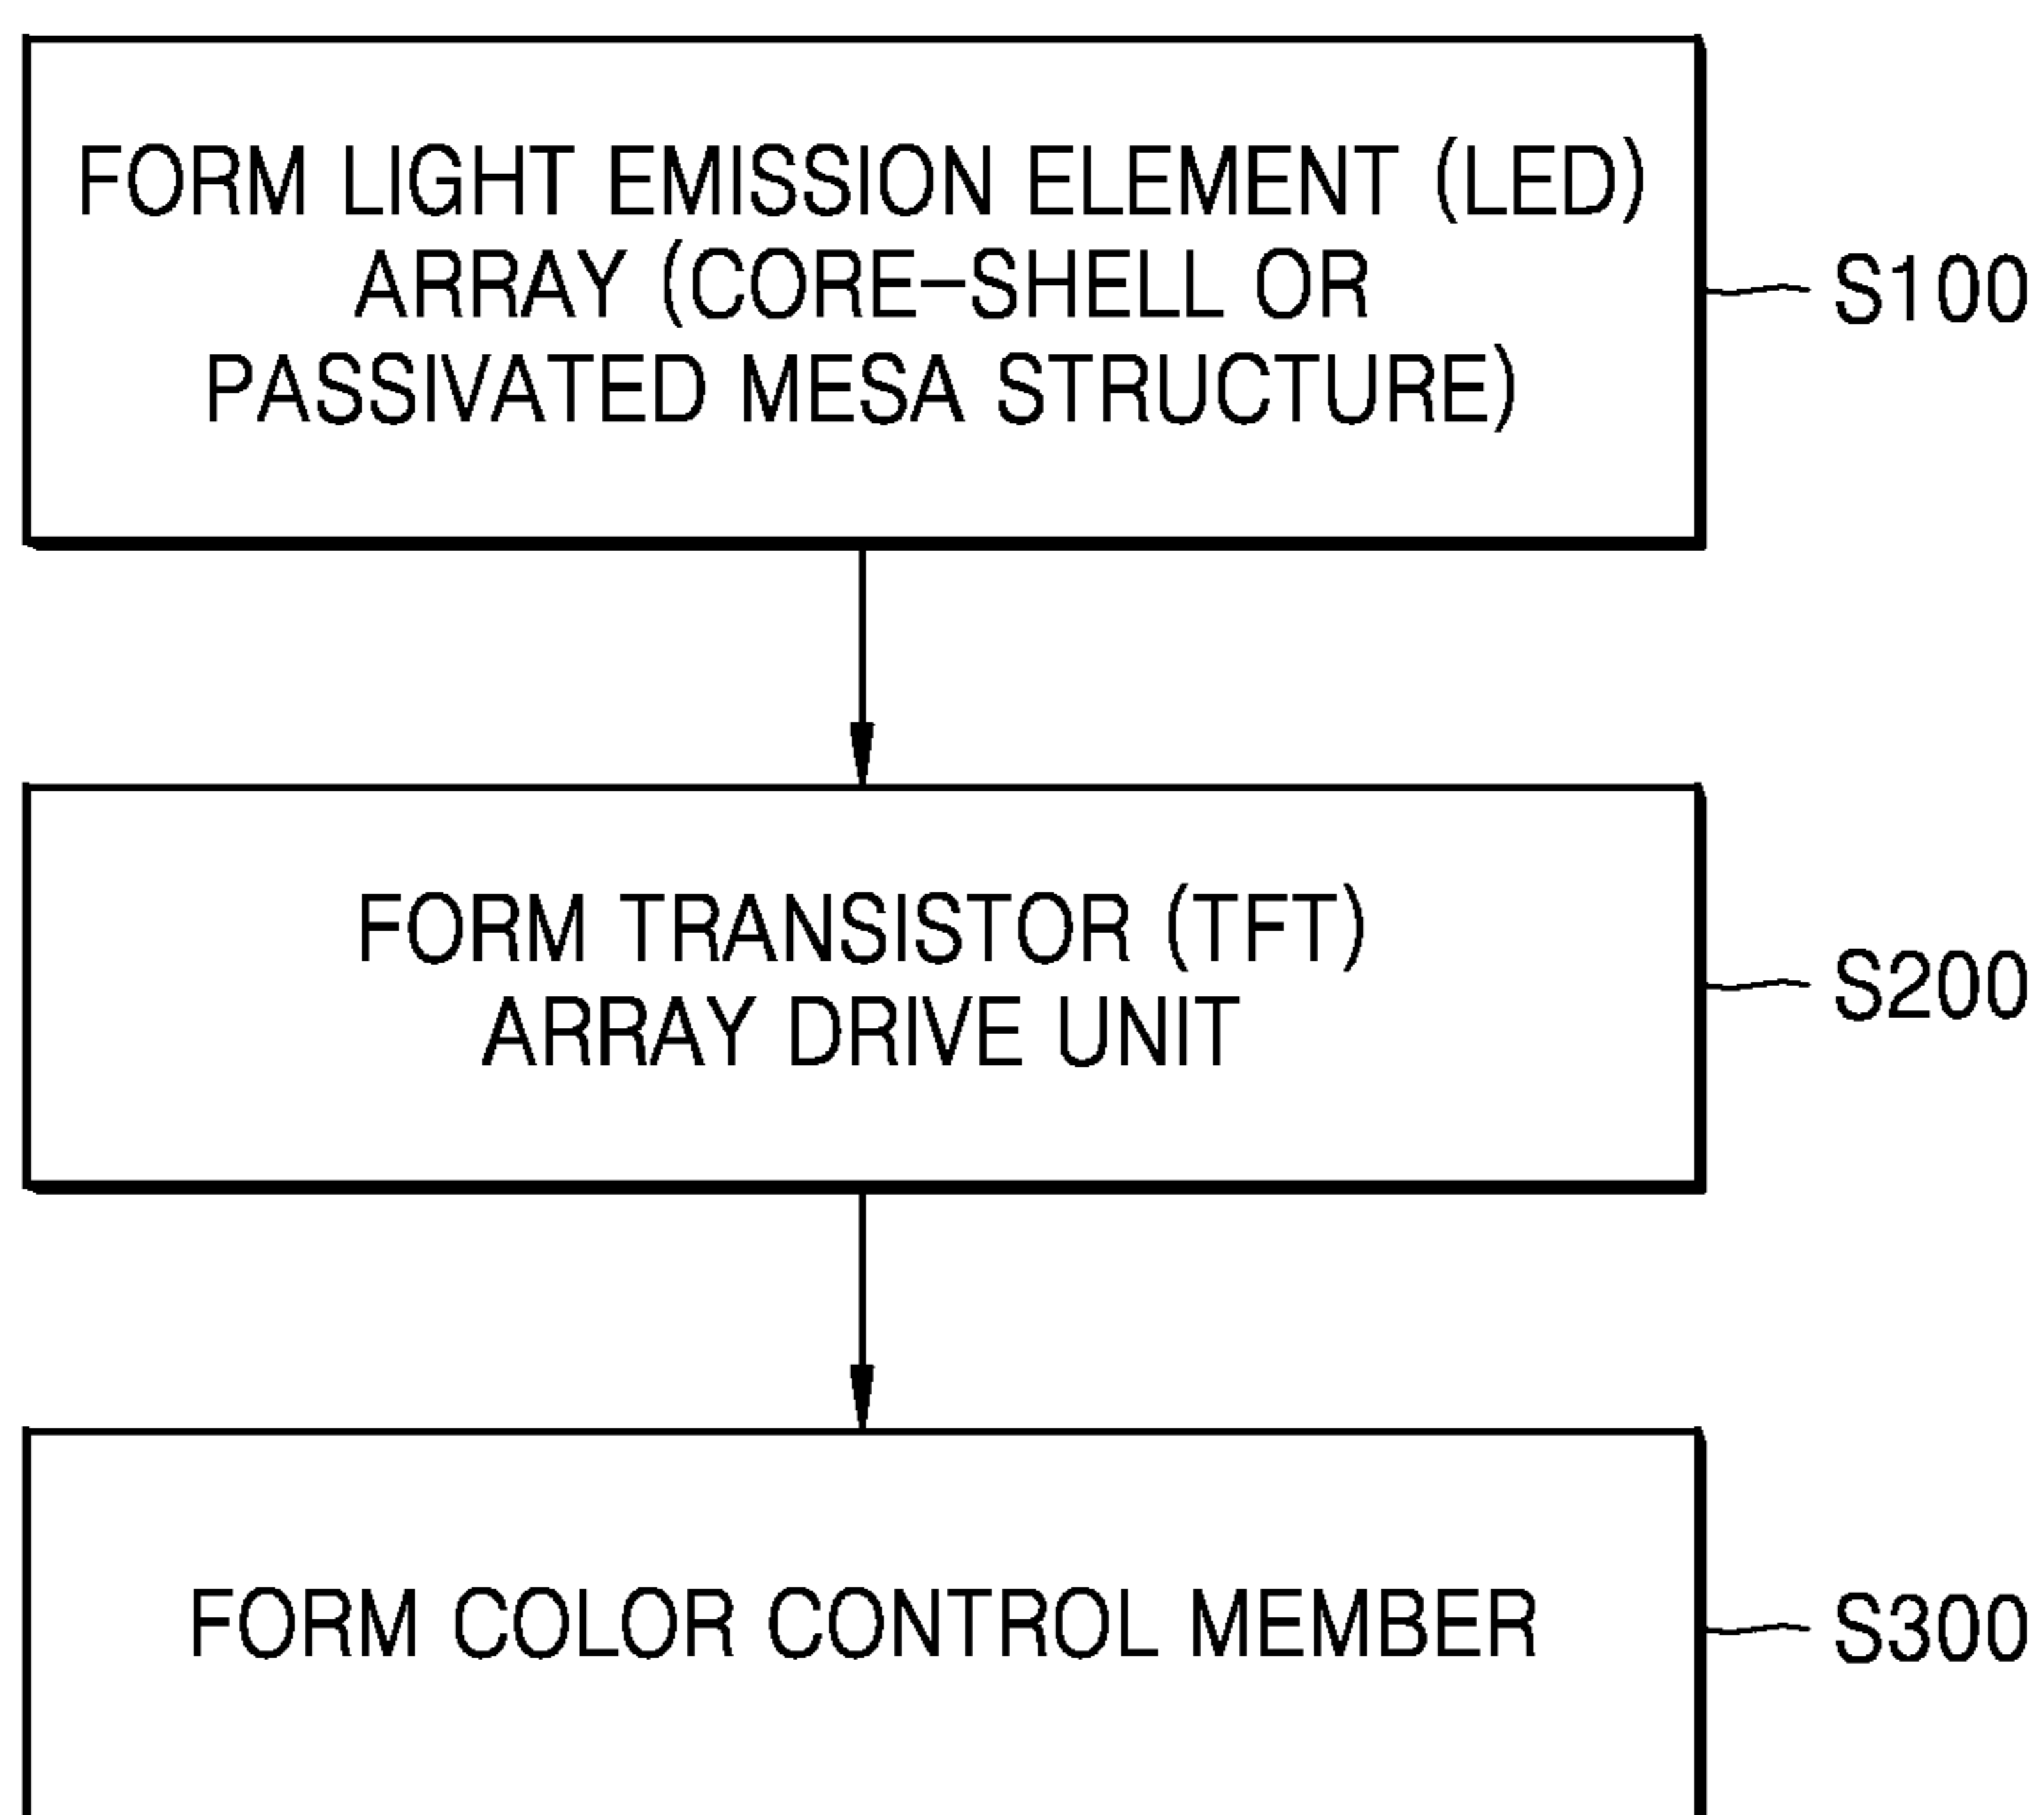 FORM LIGHT EMISSION ELEMENT (LED)
ARRAY (CORE-SHELL OR
PASSIVATED MESA STRUCTURE)
S100
FORM TRANSISTOR (TFT)
ARRAY DRIVE UNIT
S200
FORM COLOR CONTROL MEMBER
S300